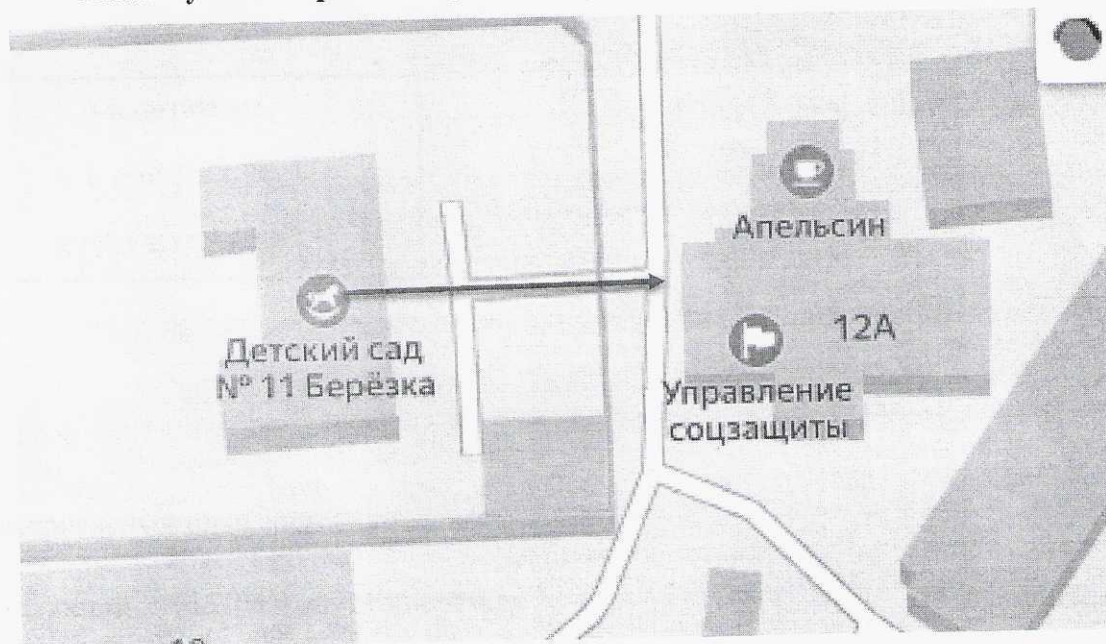 Апельсин
12А
Детский сад
№ 11 Берёзка
Управление
соцзащиты